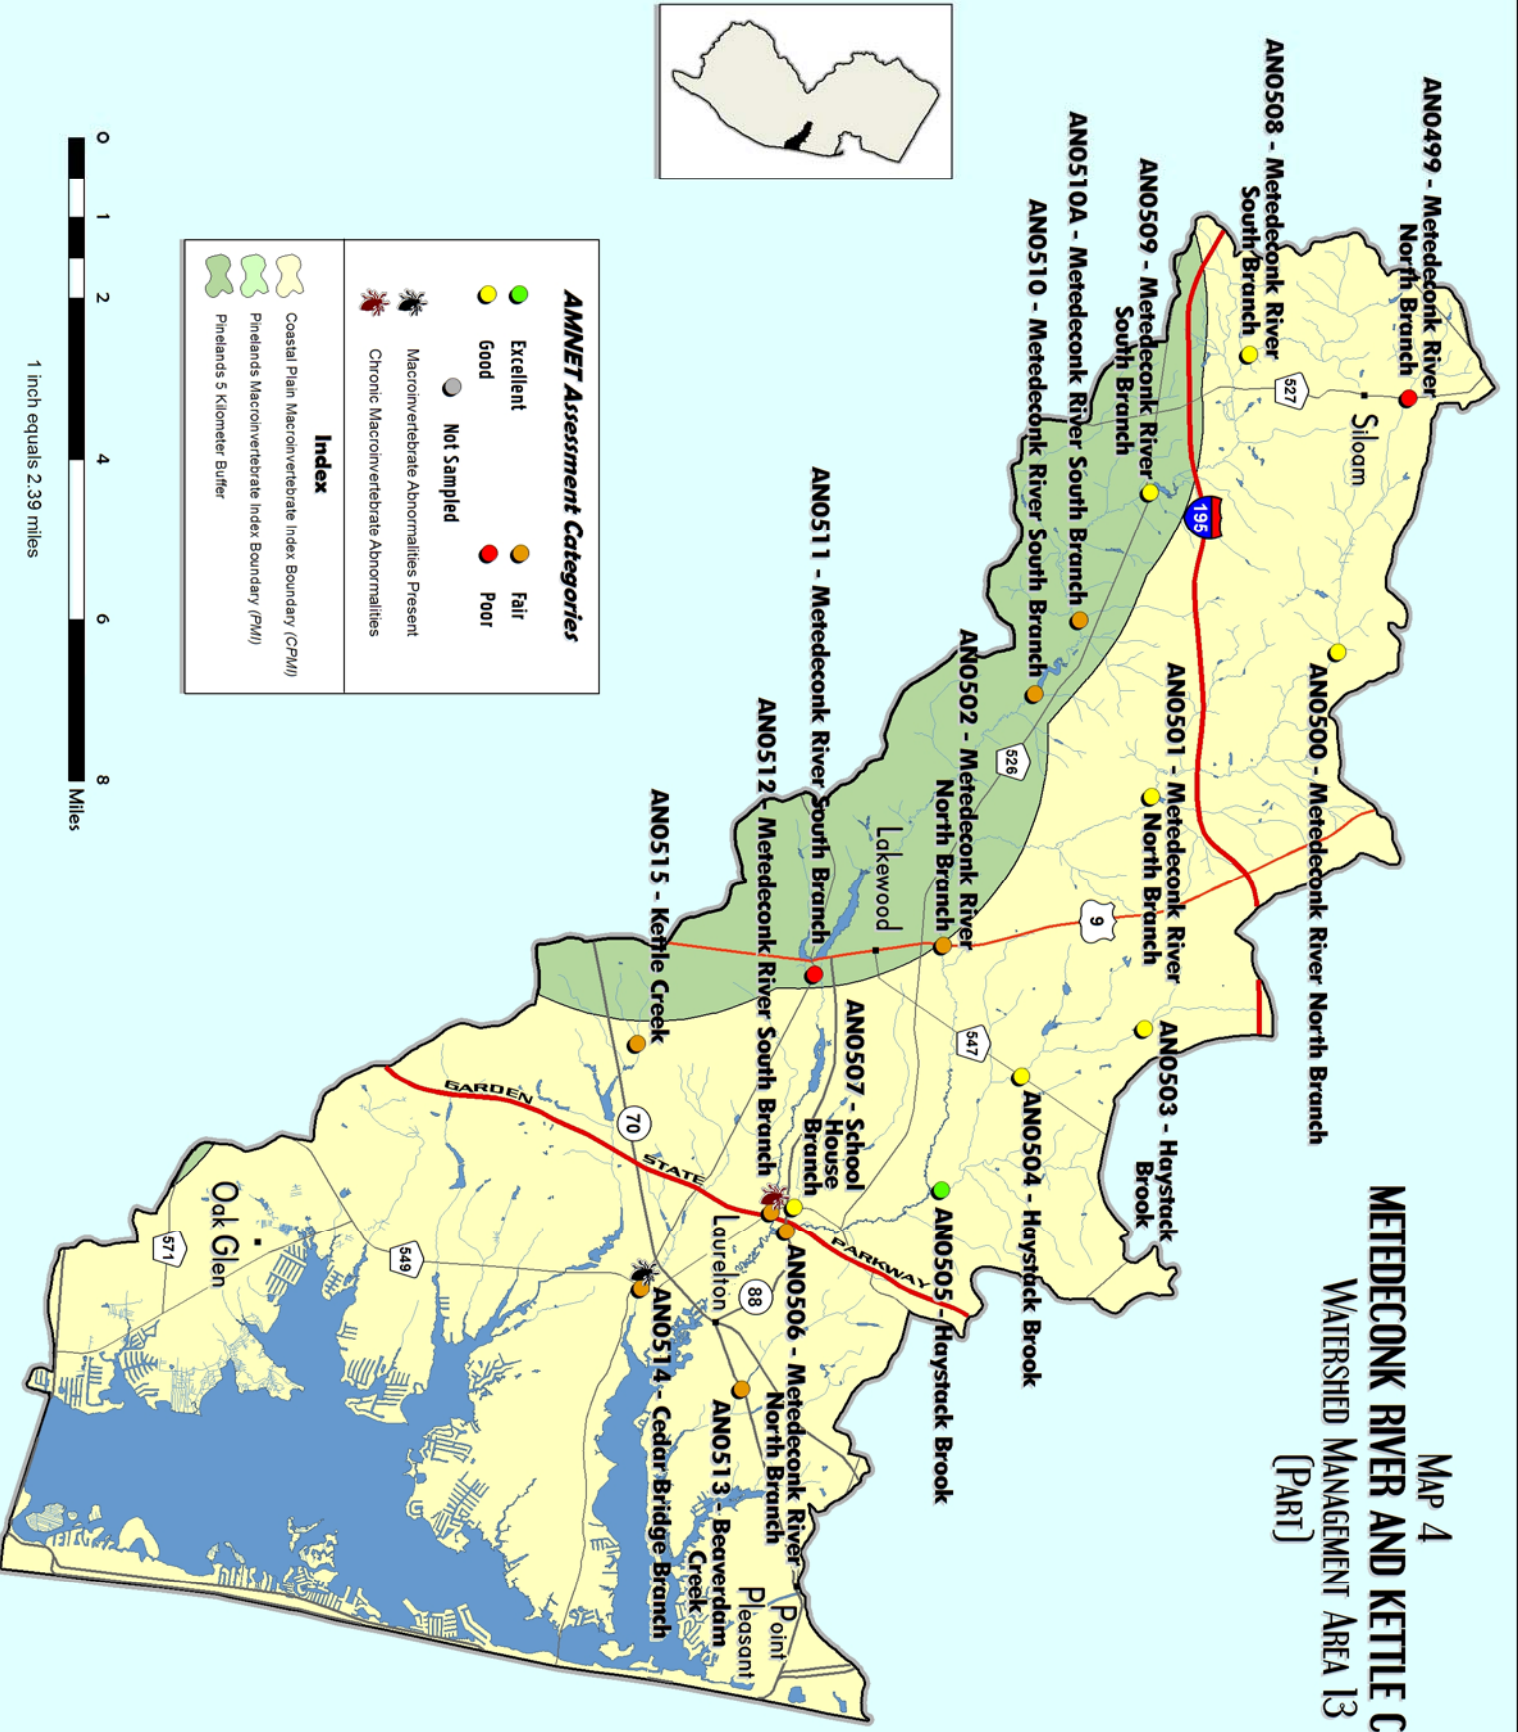 MAP 4
METEDECONK RIVER AND KETTLE C
WATERSHED MANAGEMENT AREA 13
(PART)
AN0499 - Metedeconk River
North Branch
AN0508 - Metedeconk River
South Branch
AN0509 - Metedeconk River
South Branch
AN0510A - Metedeconk River South Branch
AN0510 - Metedeconk River South Branch
527
Siloam
195
AN0500 - Metedeconk River North Branch
AN0501 - Metedeconk River
North Branch
AN0502 - Metedeconk River
North Branch
526
9
AN0503 - Haystack
Brook
547
AN0504 - Haystack Brook
AN0505 - Haystack Brook
Lakewood
AN0511 - Metedeconk River South Branch
AN0507 - School
House
Branch
AN0512 - Metedeconk River South Branch
AN0506 - Metedeconk River
North Branch
AN0515 - Kettle Creek
GARDEN
STATE
PARKWAY
70
88
Laurelton
AN0513 - Beaverdam
Creek
AN0514 - Cedar Bridge Branch
Point
Pleasant
549
Oak Glen
571
AMNET Assessment Categories
Excellent
Fair
Good
Poor
Not Sampled
Macroinvertebrate Abnormalities Present
Chronic Macroinvertebrate Abnormalities
Index
Coastal Plain Macroinvertebrate Index Boundary (CPMI)
Pinelands Macroinvertebrate Index Boundary (PMI)
Pinelands 5 Kilometer Buffer
0 1 2 4 6 8
Miles
1 inch equals 2.39 miles